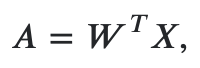 A = W^T X,